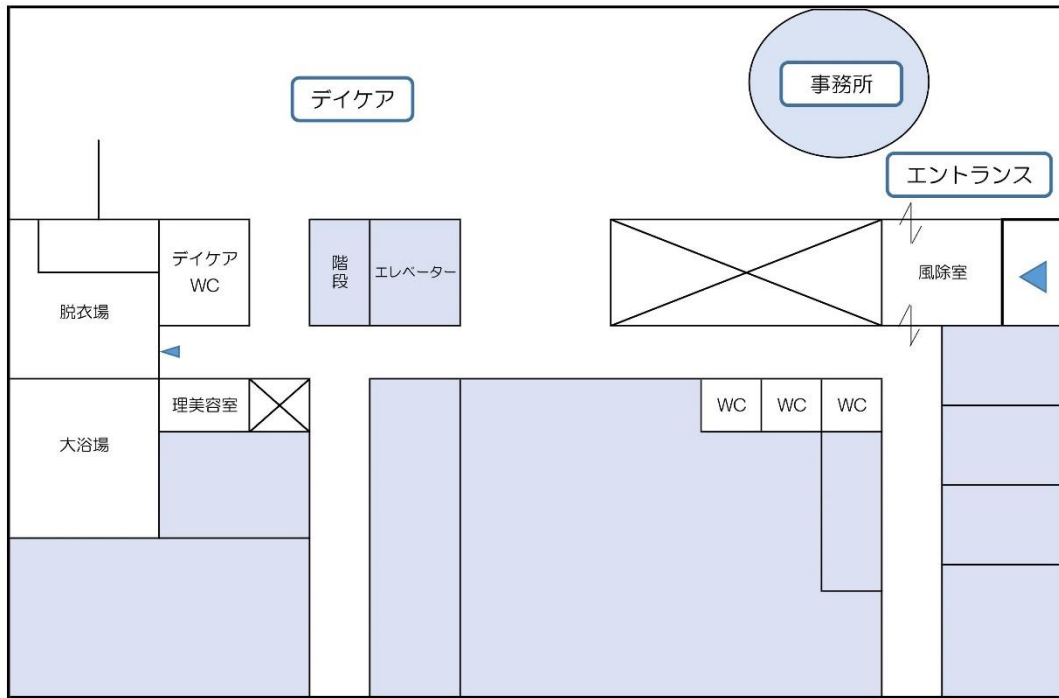 事務所
デイケア
エントランス
デイケア
WC
階段
エレベーター
風除室
脱衣場
理美容室
WC
WC
WC
大浴場